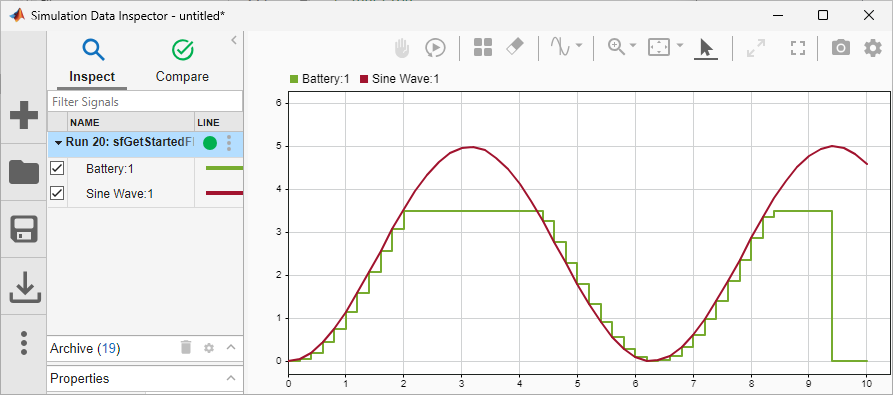 Simulation Data Inspector - untitled*
Inspect
Compare
Filter Signals
NAME
LINE
Run 20: sfGetStartedFl
Battery:1
Sine Wave:1
Archive (19)
Properties
Battery:1
Sine Wave:1
6
5
4
3
2
1
0
0 1 2 3 4 5 6 7 8 9 10